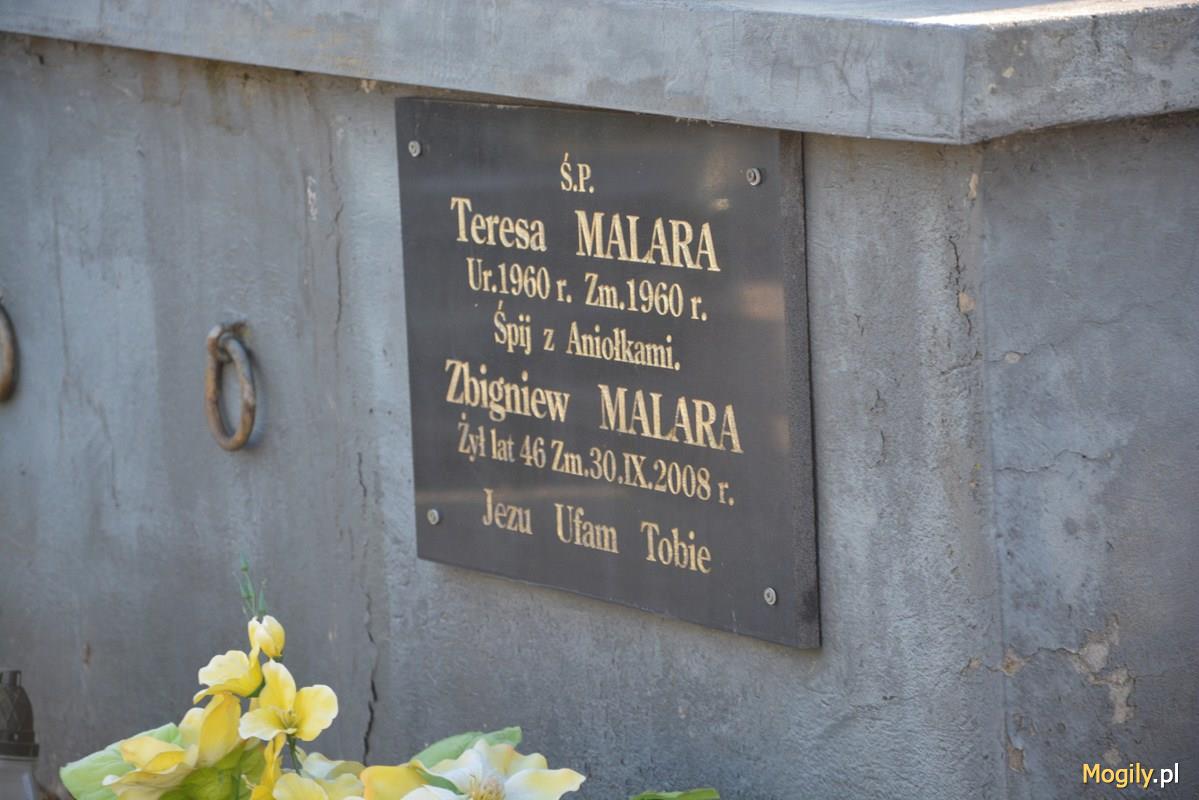 Ś.P.
Teresa MALARA
Ur.1960 r. Zm.1960 r.
Śpij z Aniołkami.
Zbigniew MALARA
Żył lat 46 Zm.30.IX.2008 r.
Jezu Ufam Tobie
Mogily.pl